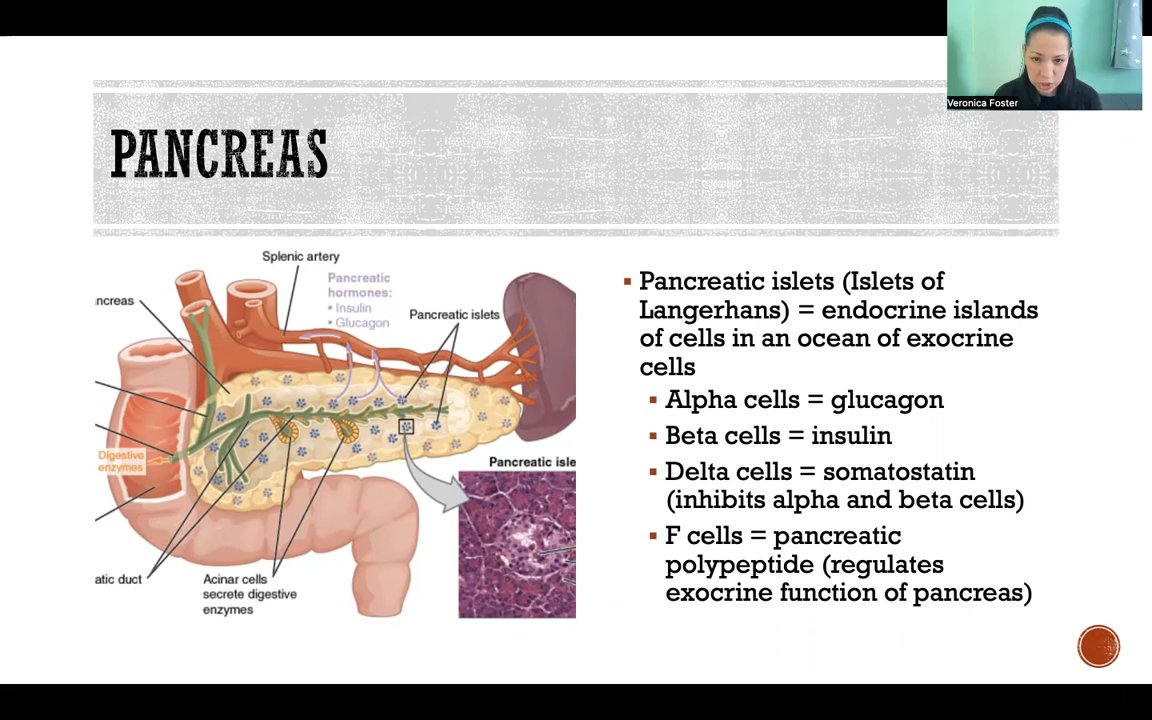 Veronica Foster
PANCREAS
Splenic artery
Pancreatic
hormones:
• Insulin
• Glucagon
ncreas
Pancreatic islets
Digestive
enzymes
Pancreatic isle
atic duct
Acinar cells
secrete digestive
enzymes
▪ Pancreatic islets (Islets of
Langerhans) = endocrine islands
of cells in an ocean of exocrine
cells
▪ Alpha cells = glucagon
▪ Beta cells = insulin
▪ Delta cells = somatostatin
(inhibits alpha and beta cells)
▪ F cells = pancreatic
polypeptide (regulates
exocrine function of pancreas)